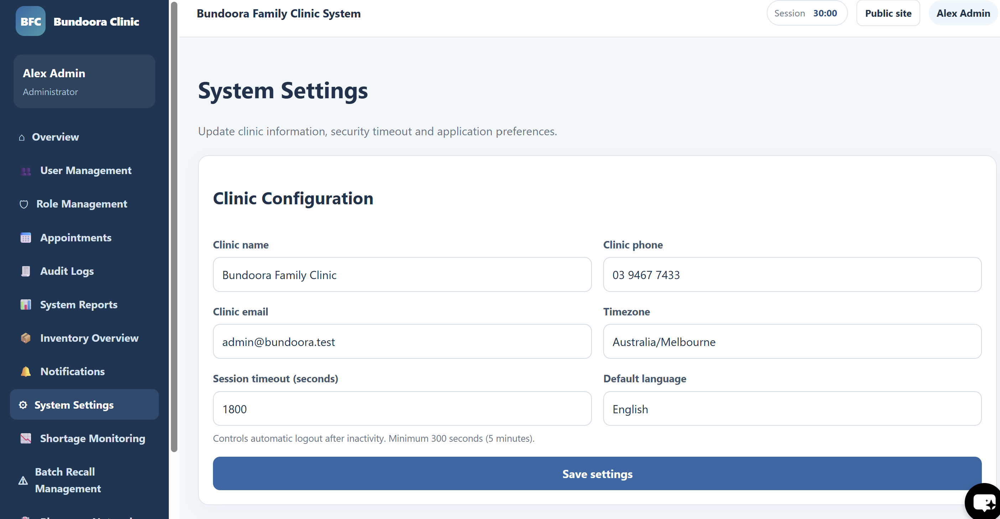 BFC
Bundoora Clinic
Alex Admin
Administrator
Overview
User Management
Role Management
Appointments
Audit Logs
System Reports
Inventory Overview
Notifications
System Settings
Shortage Monitoring
Batch Recall
Management
Bundoora Family Clinic System
Session 30:00
Public site
Alex Admin
System Settings
Update clinic information, security timeout and application preferences.
Clinic Configuration
Clinic name
Bundoora Family Clinic
Clinic phone
03 9467 7433
Clinic email
admin@bundoora.test
Timezone
Australia/Melbourne
Session timeout (seconds)
1800
Controls automatic logout after inactivity. Minimum 300 seconds (5 minutes).
Default language
English
Save settings